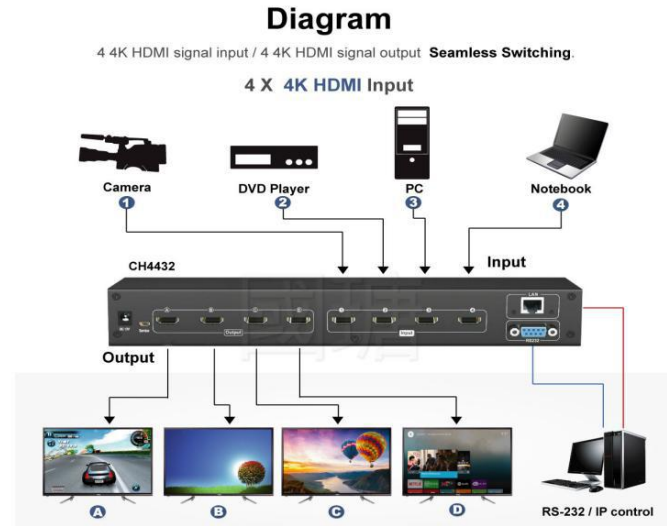 Diagram
4 4K HDMI signal input / 4 4K HDMI signal output Seamless Switching.
4 X 4K HDMI Input
Camera
DVD Player
PC
Notebook
1
2
3
4
CH4432
Input
LAN
Output
Input
RS232
Output
A
B
C
D
RS-232 / IP control